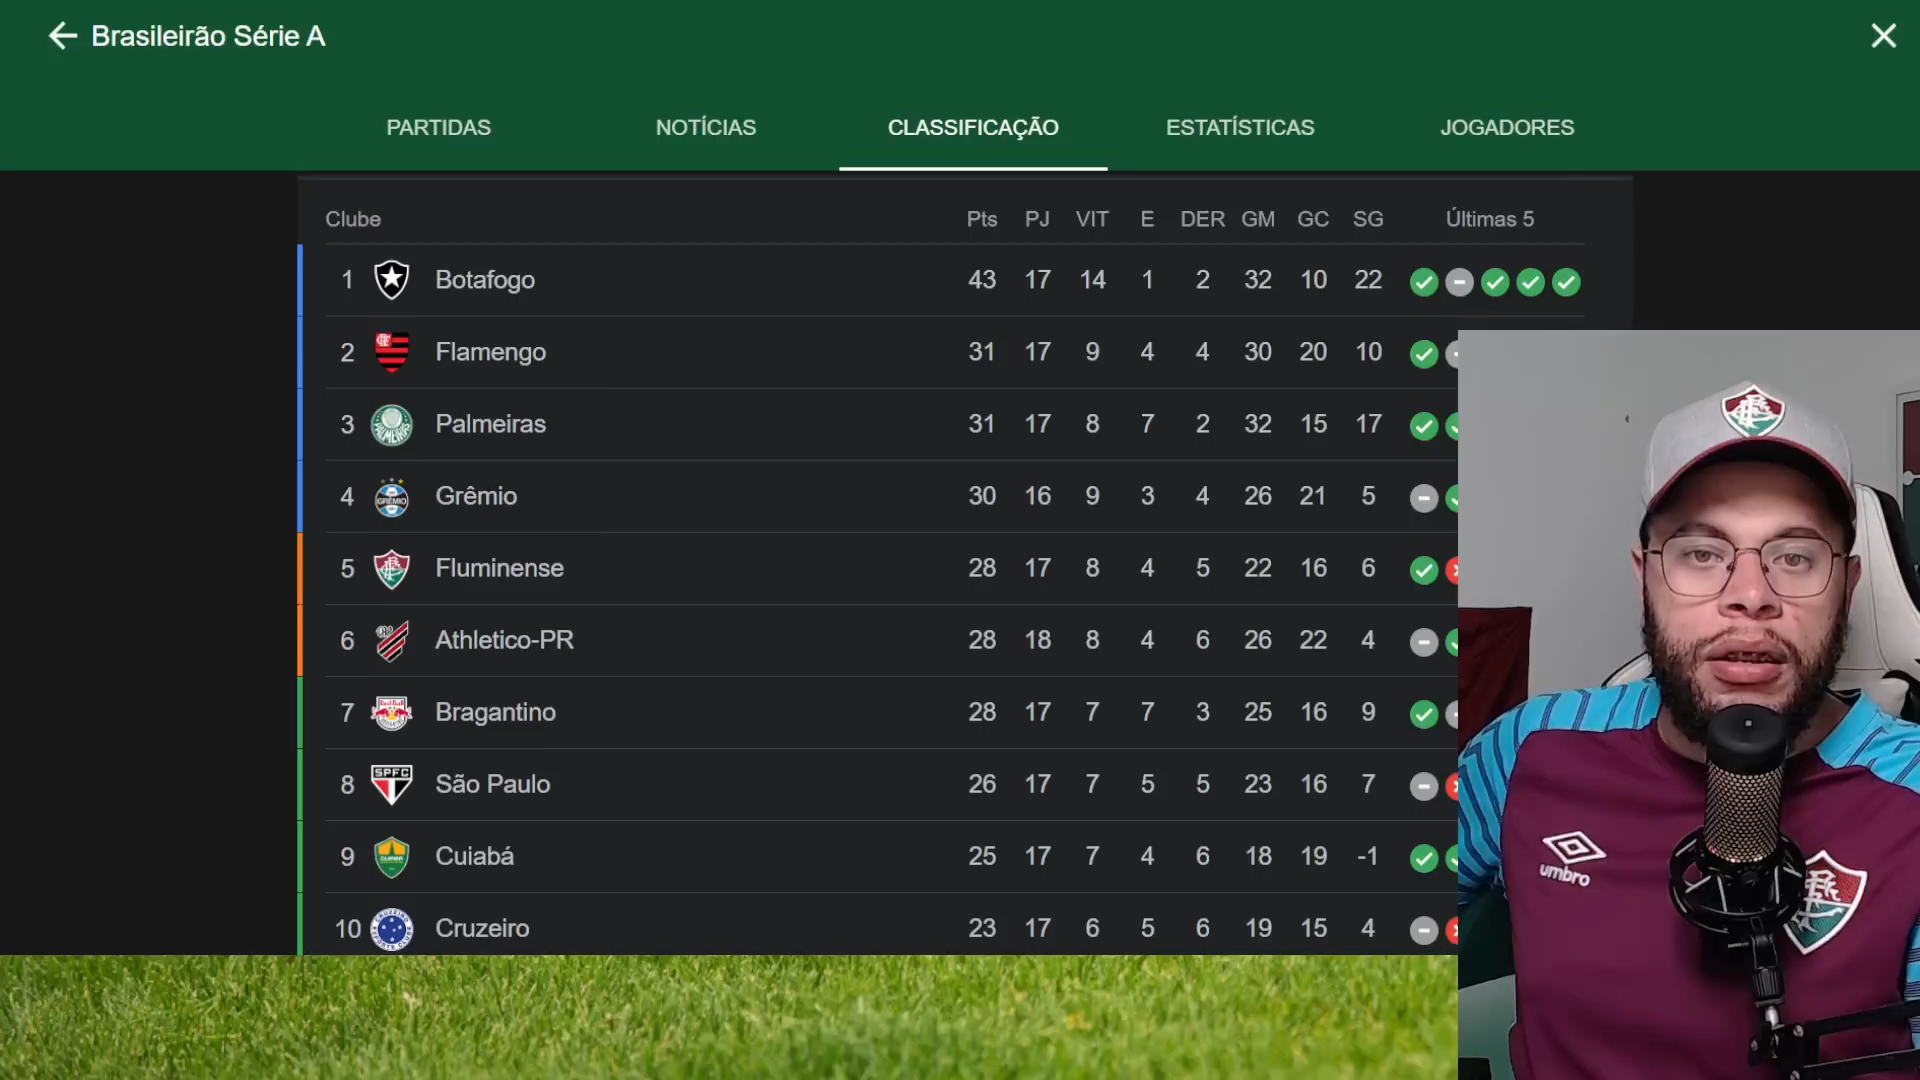 Brasileirão Série A
PARTIDAS NOTÍCIAS CLASSIFICAÇÃO ESTATÍSTICAS JOGADORES
Clube Pts PJ VIT E DER GM GC SG Últimas 5
1 Botafogo 43 17 14 1 2 32 10 22
2 Flamengo 31 17 9 4 4 30 20 10
3 Palmeiras 31 17 8 7 2 32 15 17
4 Grêmio 30 16 9 3 4 26 21 5
5 Fluminense 28 17 8 4 5 22 16 6
6 Athletico-PR 28 18 8 4 6 26 22 4
7 Bragantino 28 17 7 7 3 25 16 9
8 SPFC São Paulo 26 17 7 5 5 23 16 7
9 Cuiabá 25 17 7 4 6 18 19 -1
10 Cruzeiro 23 17 6 5 6 19 15 4
umbro